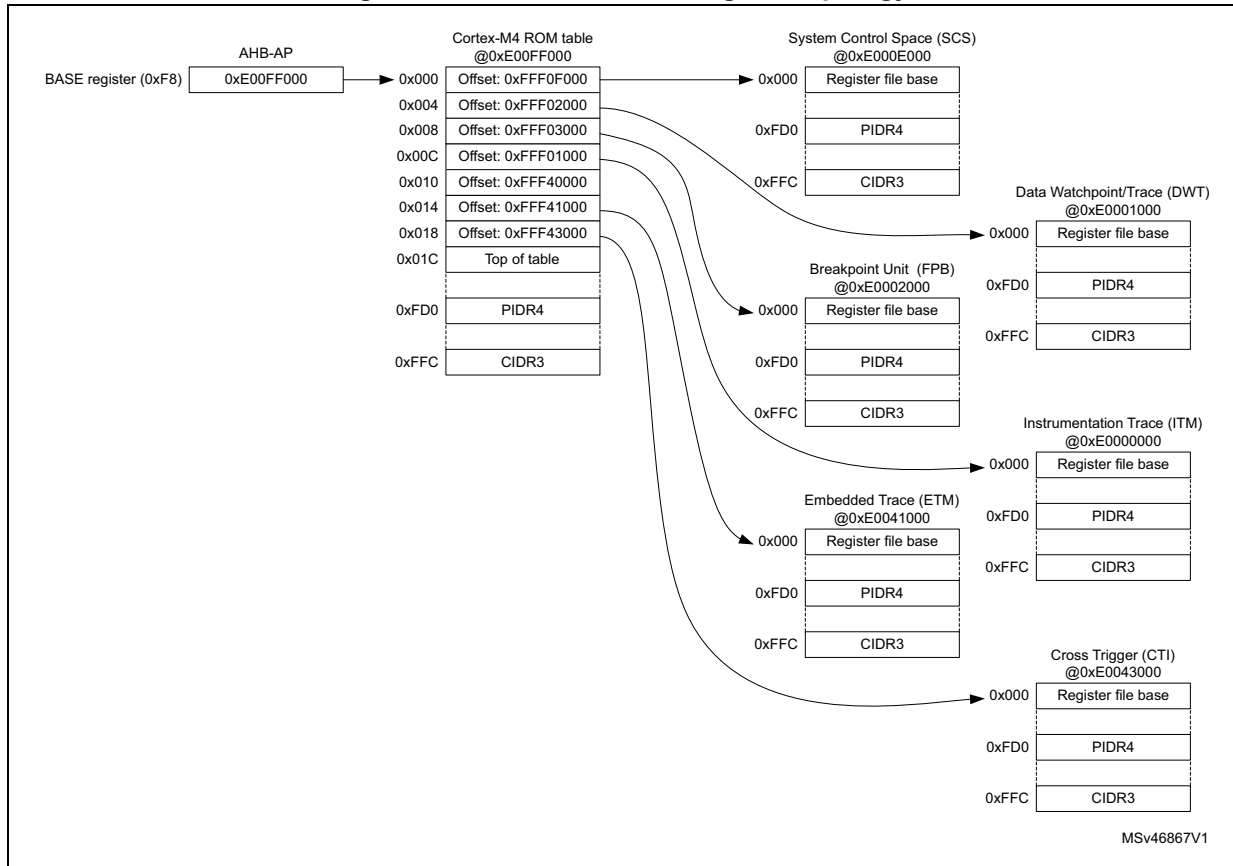 AHB-AP
BASE register (0xF8) 0xE00FF000
Cortex-M4 ROM table
@0xE00FF000
0x000 Offset: 0xFFF0F000
0x004 Offset: 0xFFF02000
0x008 Offset: 0xFFF03000
0x00C Offset: 0xFFF01000
0x010 Offset: 0xFFF40000
0x014 Offset: 0xFFF41000
0x018 Offset: 0xFFF43000
0x01C Top of table
0xFD0 PIDR4
0xFFC CIDR3
System Control Space (SCS)
@0xE000E000
0x000 Register file base
0xFD0 PIDR4
0xFFC CIDR3
Data Watchpoint/Trace (DWT)
@0xE0001000
0x000 Register file base
0xFD0 PIDR4
0xFFC CIDR3
Breakpoint Unit (FPB)
@0xE0002000
0x000 Register file base
0xFD0 PIDR4
0xFFC CIDR3
Instrumentation Trace (ITM)
@0xE0000000
0x000 Register file base
0xFD0 PIDR4
0xFFC CIDR3
Embedded Trace (ETM)
@0xE0041000
0x000 Register file base
0xFD0 PIDR4
0xFFC CIDR3
Cross Trigger (CTI)
@0xE0043000
0x000 Register file base
0xFD0 PIDR4
0xFFC CIDR3
MSv46867V1